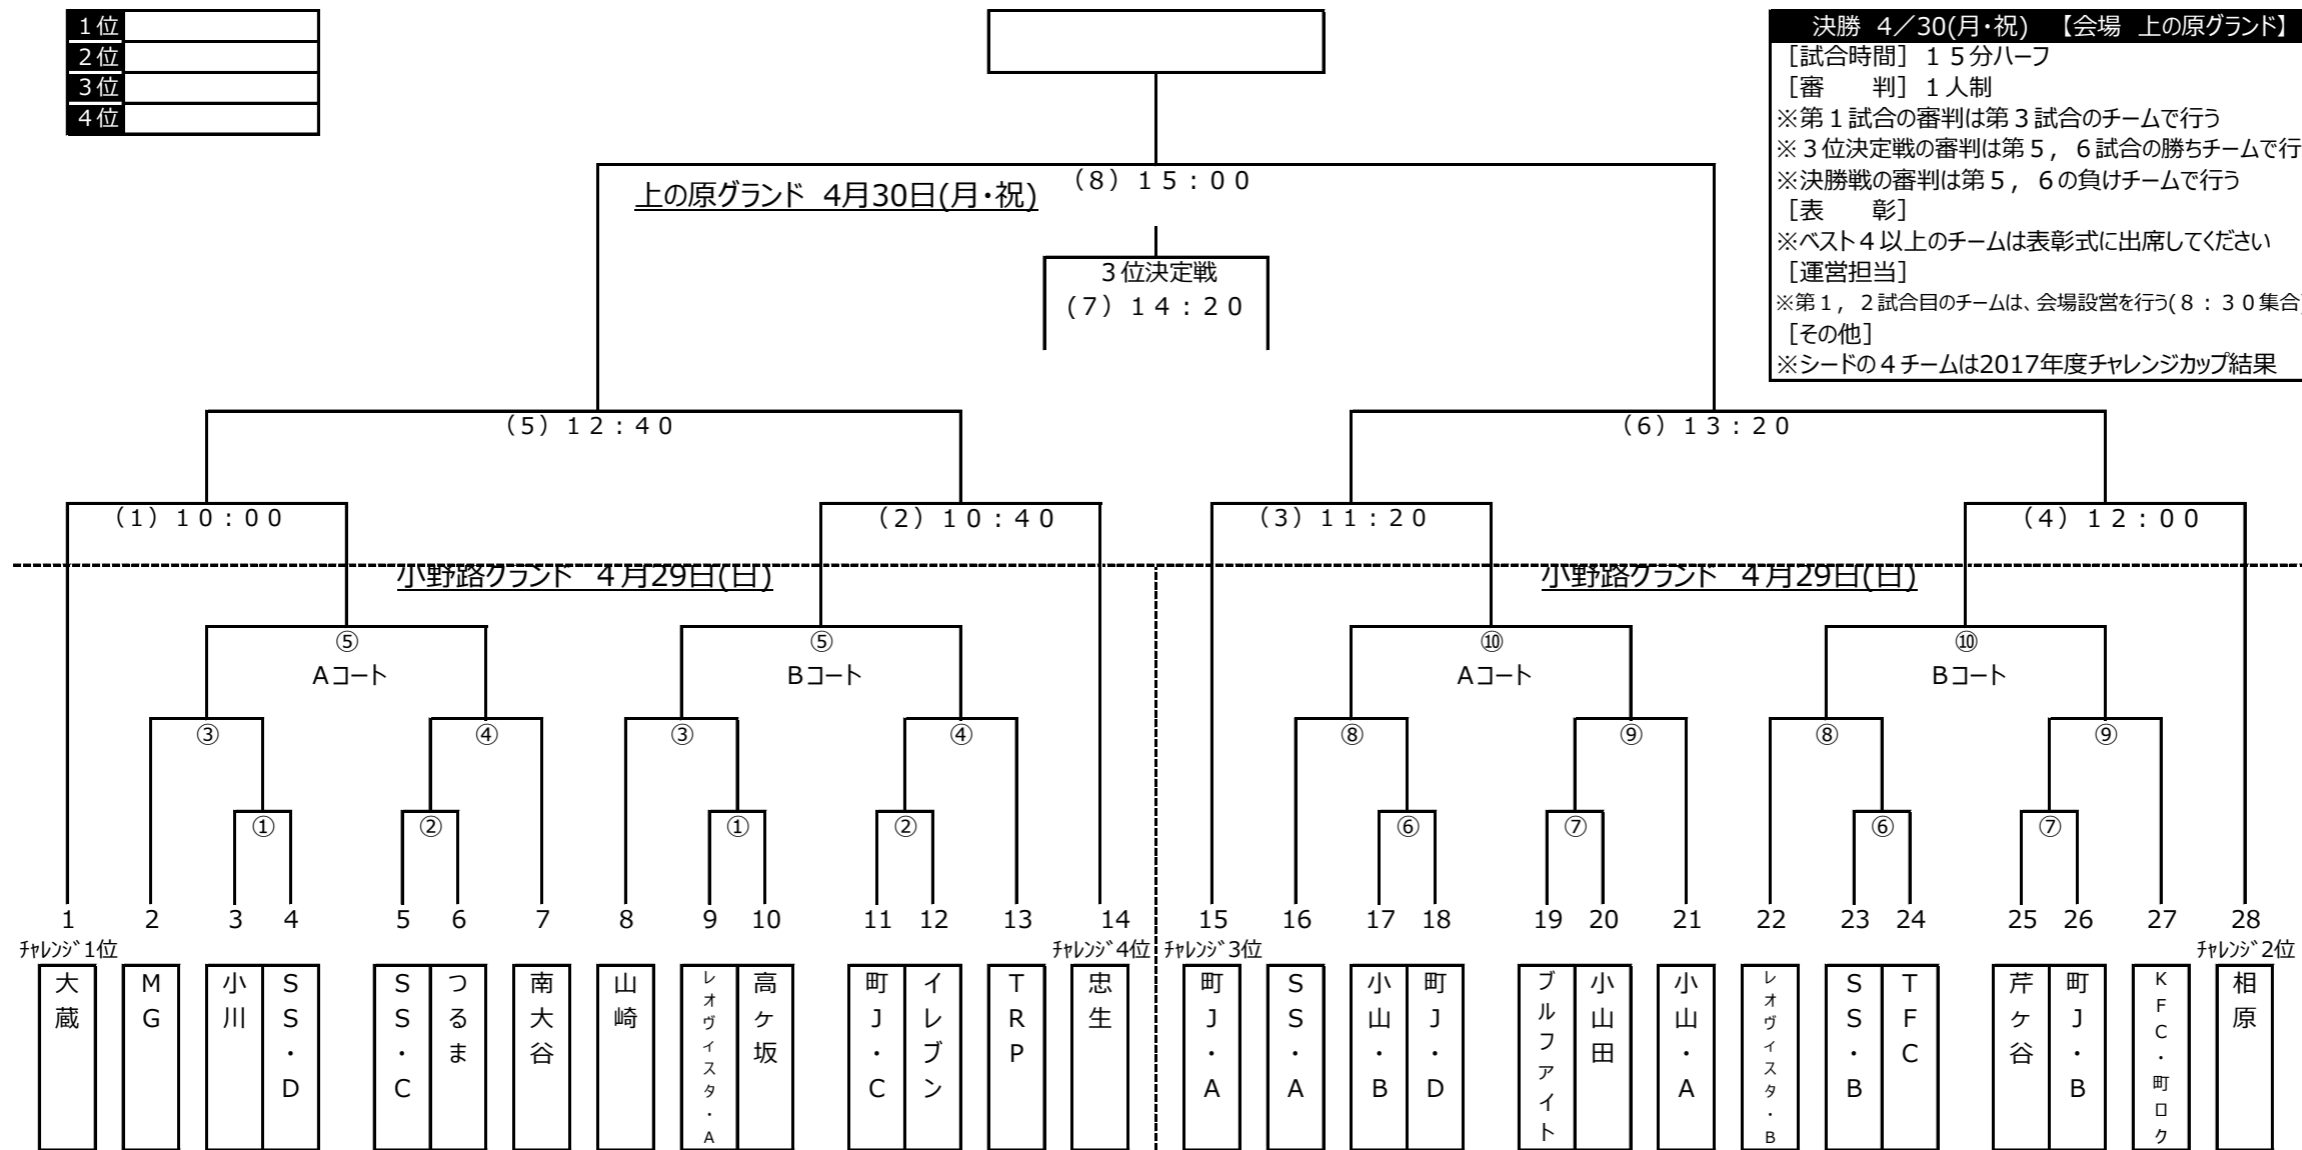 1位
2位
3位
4位
決勝 4／30(月・祝) 【会場 上の原グランド】
［試合時間］１５分ハーフ
［審　　判］１人制
※第１試合の審判は第３試合のチームで行う
※３位決定戦の審判は第５，６試合の勝ちチームで行
※決勝戦の審判は第５，６の負けチームで行う
［表　　彰］
※ベスト４以上のチームは表彰式に出席してください
［運営担当］
※第１，２試合目のチームは、会場設営を行う(８：３０集合)
［その他］
※シードの４チームは2017年度チャレンジカップ結果
上の原グランド 4月30日(月・祝)
（8）１５：００
３位決定戦
（7）１４：２０
（5）１２：４０
（6）１３：２０
（1）１０：００
（2）１０：４０
（3）１１：２０
（4）１２：００
小野路グランド ４月29日(日)
小野路グランド ４月29日(日)
⑤ ⑤ ⑩ ⑩
Aコート Bコート Aコート Bコート
③ ④ ③ ④ ⑧ ⑨ ⑧ ⑨
① ② ① ② ⑥ ⑦ ⑥ ⑦
1 2 3 4 5 6 7 8 9 10 11 12 13 14 15 16 17 18 19 20 21 22 23 24 25 26 27 28
ﾁｬﾚﾝｼﾞ1位
ﾁｬﾚﾝｼﾞ4位
ﾁｬﾚﾝｼﾞ3位
ﾁｬﾚﾝｼﾞ2位
大蔵
MG
小川
SS・D
SS・C
つるま
南大谷
山崎
レオヴィスタ・A
高ヶ坂
町J・C
イレブン
TRP
忠生
町J・A
SS・A
小山・B
町J・D
ブルファイト
小山田
小山・A
レオヴィスタ・B
SS・B
TFC
芹ヶ谷
町J・B
KFC・町ロク
相原